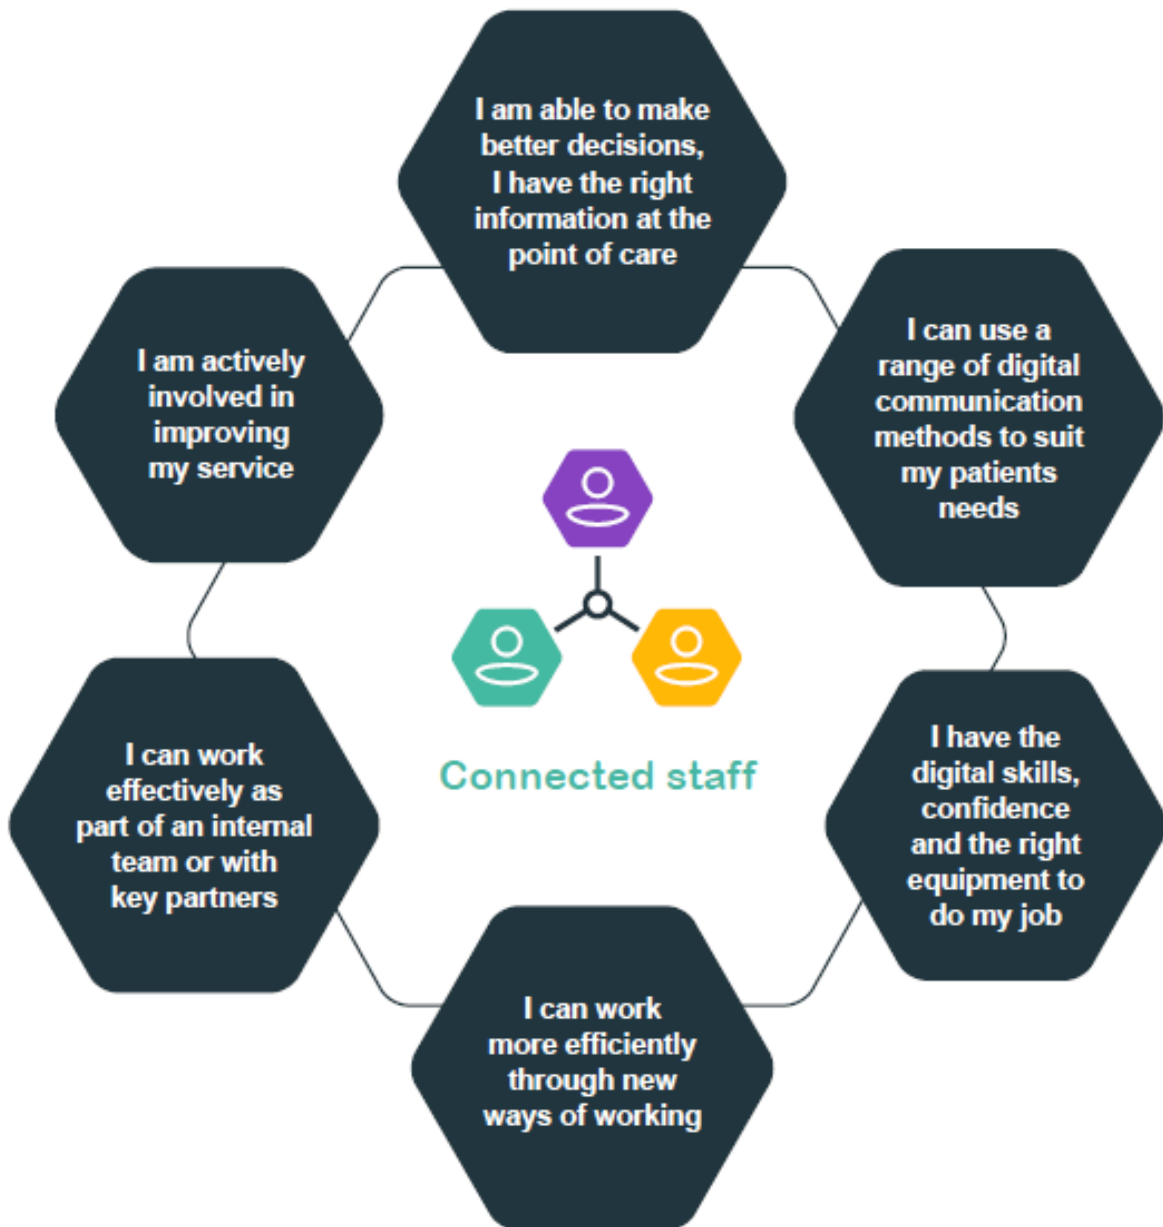 I am able to make
better decisions,
I have the right
information at the
point of care
I can use a
range of digital
communication
methods to suit
my patients
needs
I have the
digital skills,
confidence
and the right
equipment to
do my job
I can work
more efficiently
through new
ways of working
I can work
effectively as
part of an internal
team or with
key partners
I am actively
involved in
improving
my service
Connected staff